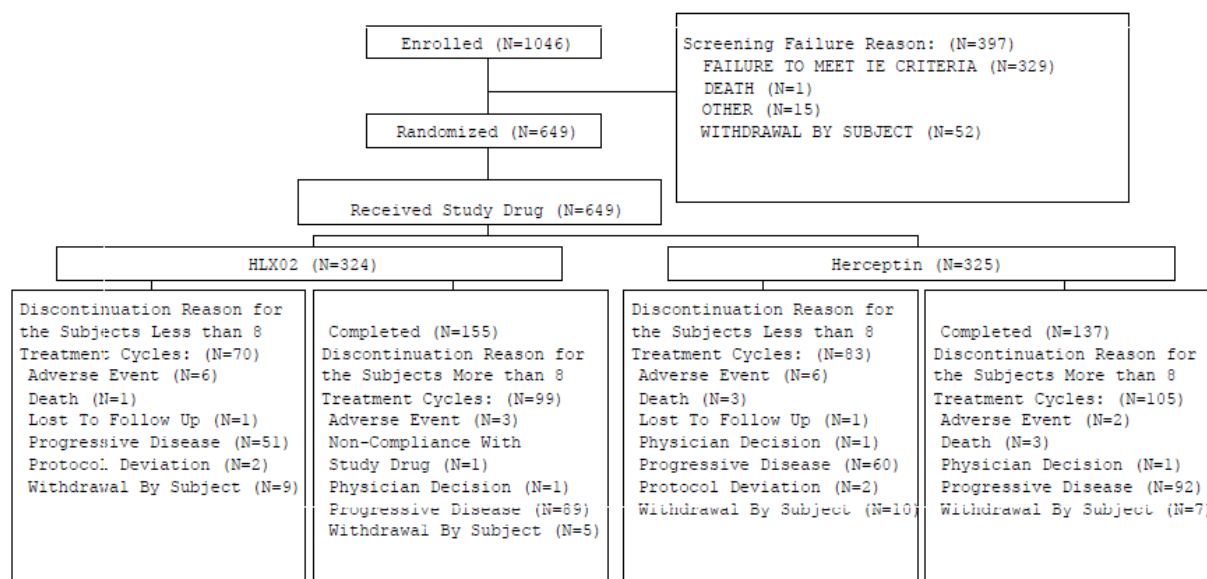 Enrolled (N=1046)
Screening Failure Reason: (N=397)
FAILURE TO MEET IE CRITERIA (N=329)
DEATH (N=1)
OTHER (N=15)
WITHDRAWAL BY SUBJECT (N=52)
Randomized (N=649)
Received Study Drug (N=649)
HLX02 (N=324)
Herceptin (N=325)
Discontinuation Reason for
the Subjects Less than 8
Treatment Cycles: (N=70)
Adverse Event (N=6)
Death (N=1)
Lost To Follow Up (N=1)
Progressive Disease (N=51)
Protocol Deviation (N=2)
Withdrawal By Subject (N=9)
Completed (N=155)
Discontinuation Reason for
the Subjects More than 8
Treatment Cycles: (N=99)
Adverse Event (N=3)
Non-Compliance With
Study Drug (N=1)
Physician Decision (N=1)
Progressive Disease (N=89)
Withdrawal By Subject (N=5)
Discontinuation Reason for
the Subjects Less than 8
Treatment Cycles: (N=83)
Adverse Event (N=6)
Death (N=3)
Lost To Follow Up (N=1)
Physician Decision (N=1)
Progressive Disease (N=60)
Protocol Deviation (N=2)
Withdrawal By Subject (N=10)
Completed (N=137)
Discontinuation Reason for
the Subjects More than 8
Treatment Cycles: (N=105)
Adverse Event (N=2)
Death (N=3)
Physician Decision (N=1)
Progressive Disease (N=92)
Withdrawal By Subject (N=7)